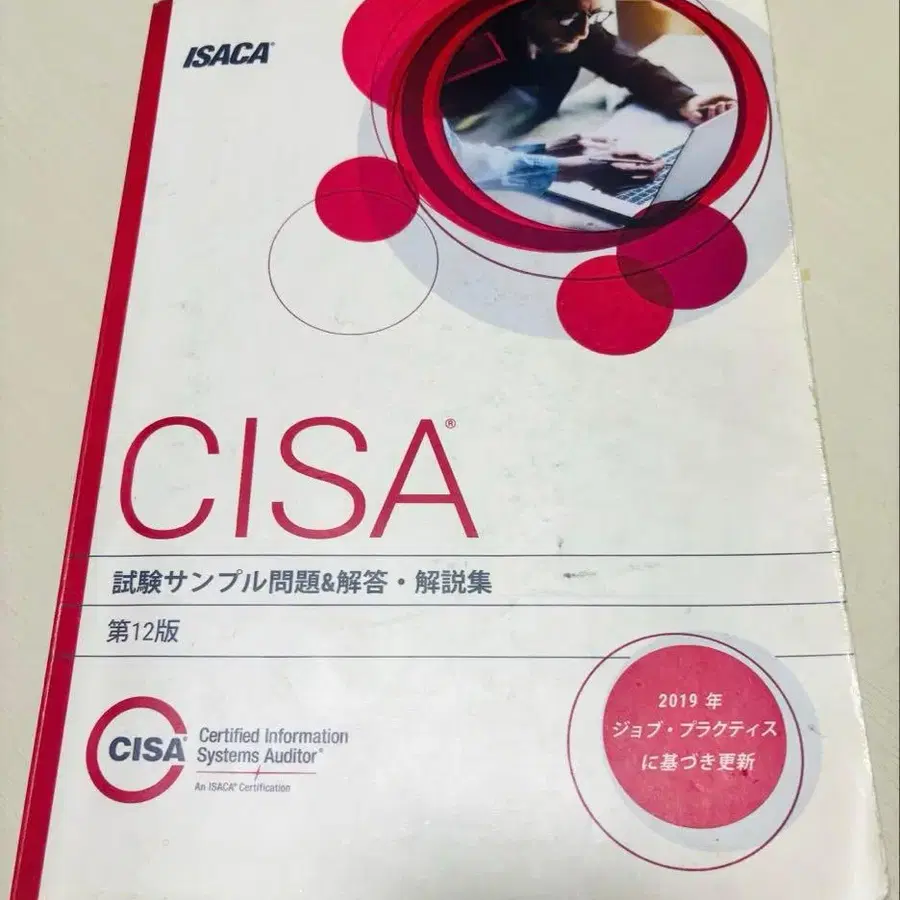 ISACA®
CISA®
試験サンプル問題&解答・解説集
第12版
CISA®
Certified Information
Systems Auditor®
An ISACA® Certification
2019 年
ジョブ・プラクティス
に基づき更新